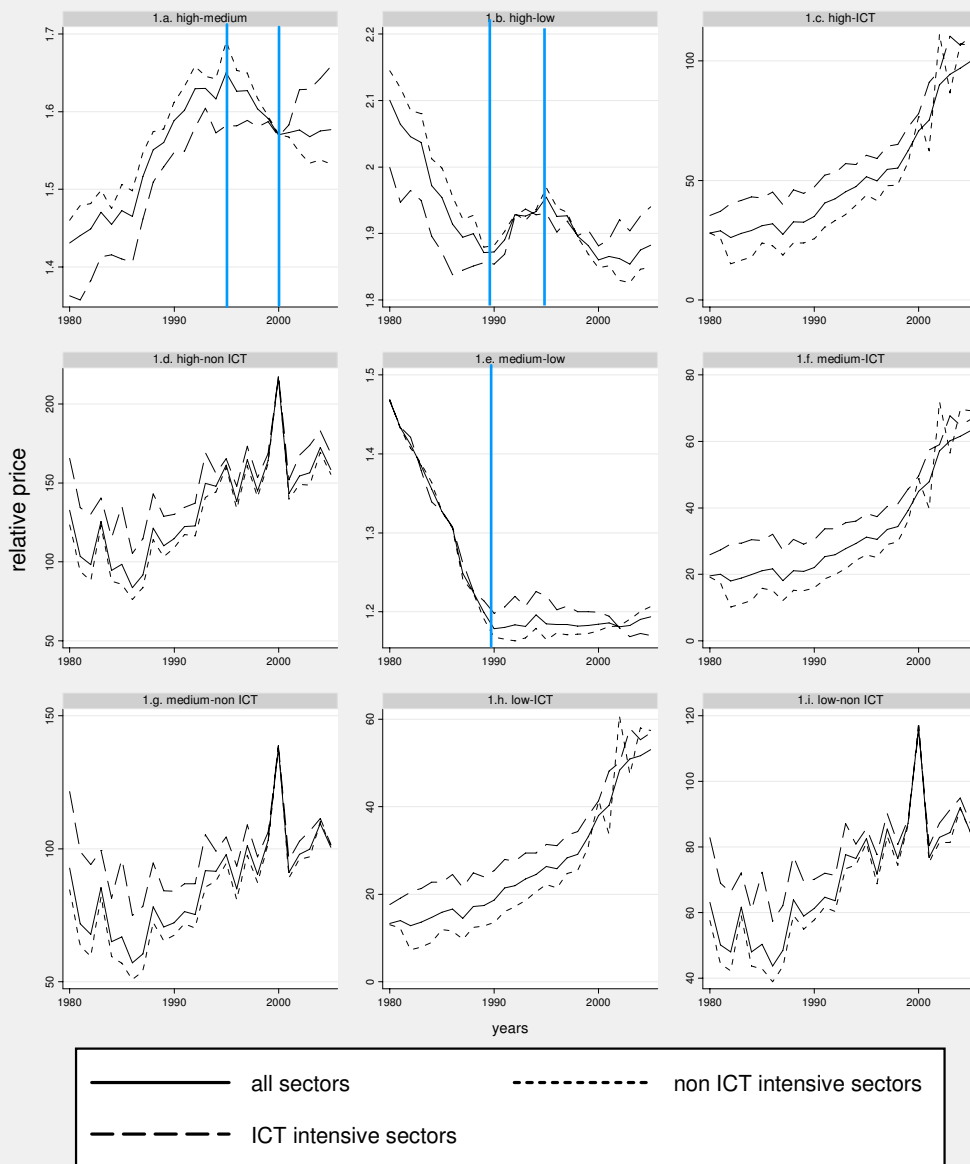 1.a. high-medium
1.b. high-low
1.c. high-ICT
1.7
1.6
1.5
1.4
1980 1990 2000
2.2
2.1
2
1.9
1.8
1980 1990 2000
100
50
0
1980 1990 2000
1.d. high-non ICT
1.e. medium-low
1.f. medium-ICT
200
150
100
50
1980 1990 2000
1.5
1.4
1.3
1.2
1980 1990 2000
80
60
40
20
0
1980 1990 2000
relative price
1.g. medium-non ICT
1.h. low-ICT
1.i. low-non ICT
150
100
50
1980 1990 2000
60
40
20
0
1980 1990 2000
120
100
80
60
40
1980 1990 2000
years
all sectors
non ICT intensive sectors
ICT intensive sectors